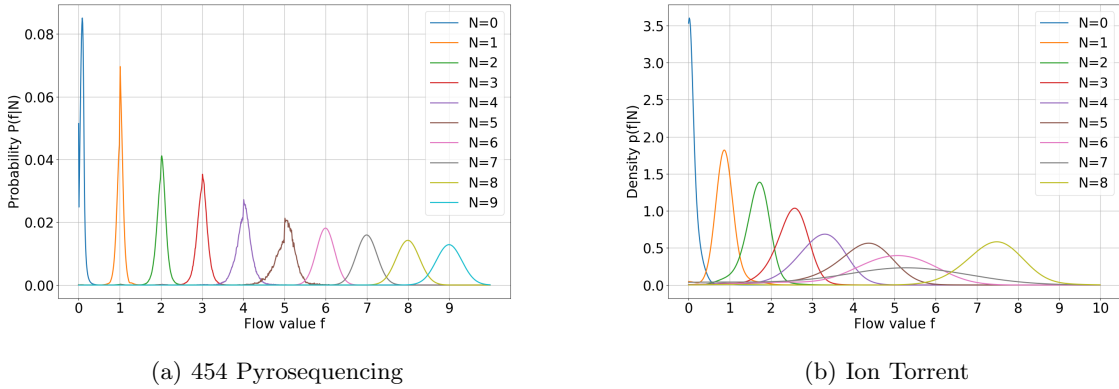 Probability P(f|N)
0.08
0.06
0.04
0.02
0.00
0 1 2 3 4 5 6 7 8 9
Flow value f
N=0
N=1
N=2
N=3
N=4
N=5
N=6
N=7
N=8
N=9
(a) 454 Pyrosequencing
Density p(f|N)
3.5
3.0
2.5
2.0
1.5
1.0
0.5
0.0
0 1 2 3 4 5 6 7 8 9 10
Flow value f
N=0
N=1
N=2
N=3
N=4
N=5
N=6
N=7
N=8
(b) Ion Torrent